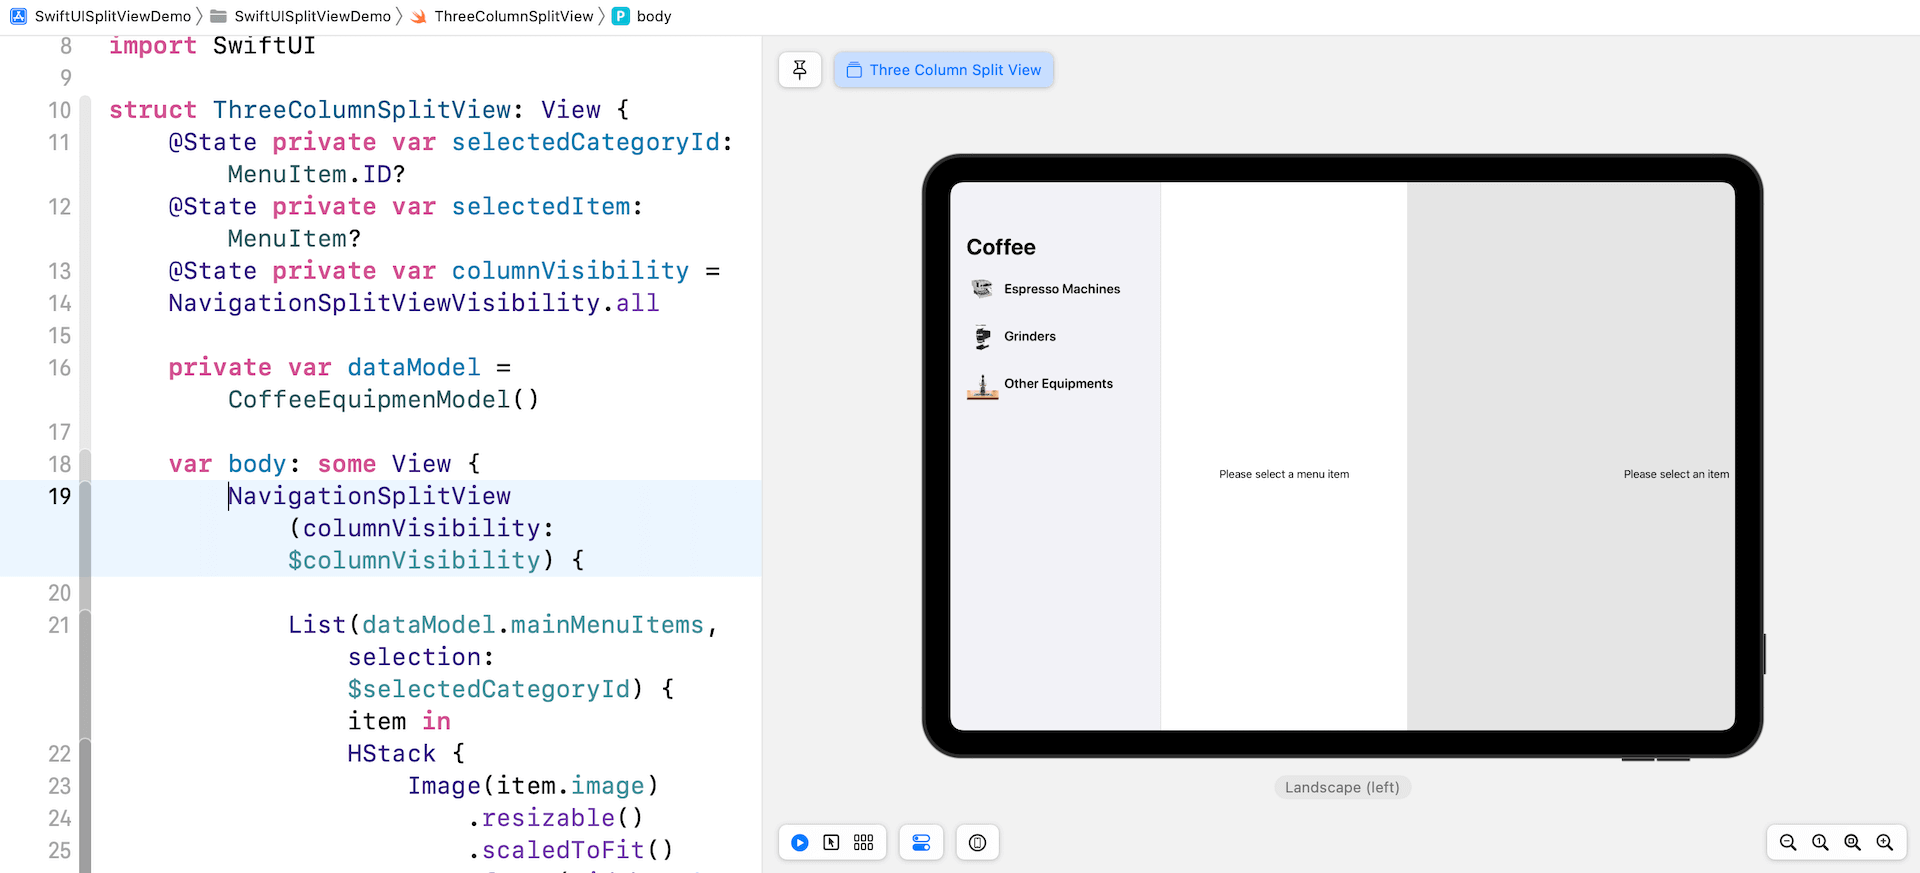 SwiftUISplitViewDemo 〉 SwiftUISplitViewDemo 〉 ThreeColumnSplitView 〉 P body
8 import SwiftUI
9
10 struct ThreeColumnSplitView: View {
11 @State private var selectedCategoryId:
MenuItem.ID?
12 @State private var selectedItem:
MenuItem?
13 @State private var columnVisibility =
14 NavigationSplitViewVisibility.all
15
16 private var dataModel =
CoffeeEquipmenModel()
17
18 var body: some View {
19 NavigationSplitView
(columnVisibility:
$columnVisibility) {
20
21 List(dataModel.mainMenuItems,
selection:
$selectedCategoryId) {
item in
22 HStack {
23 Image(item.image)
24 .resizable()
25 .scaledToFit()
Three Column Split View
Coffee
Espresso Machines
Grinders
Other Equipments
Please select a menu item
Please select an item
Landscape (left)